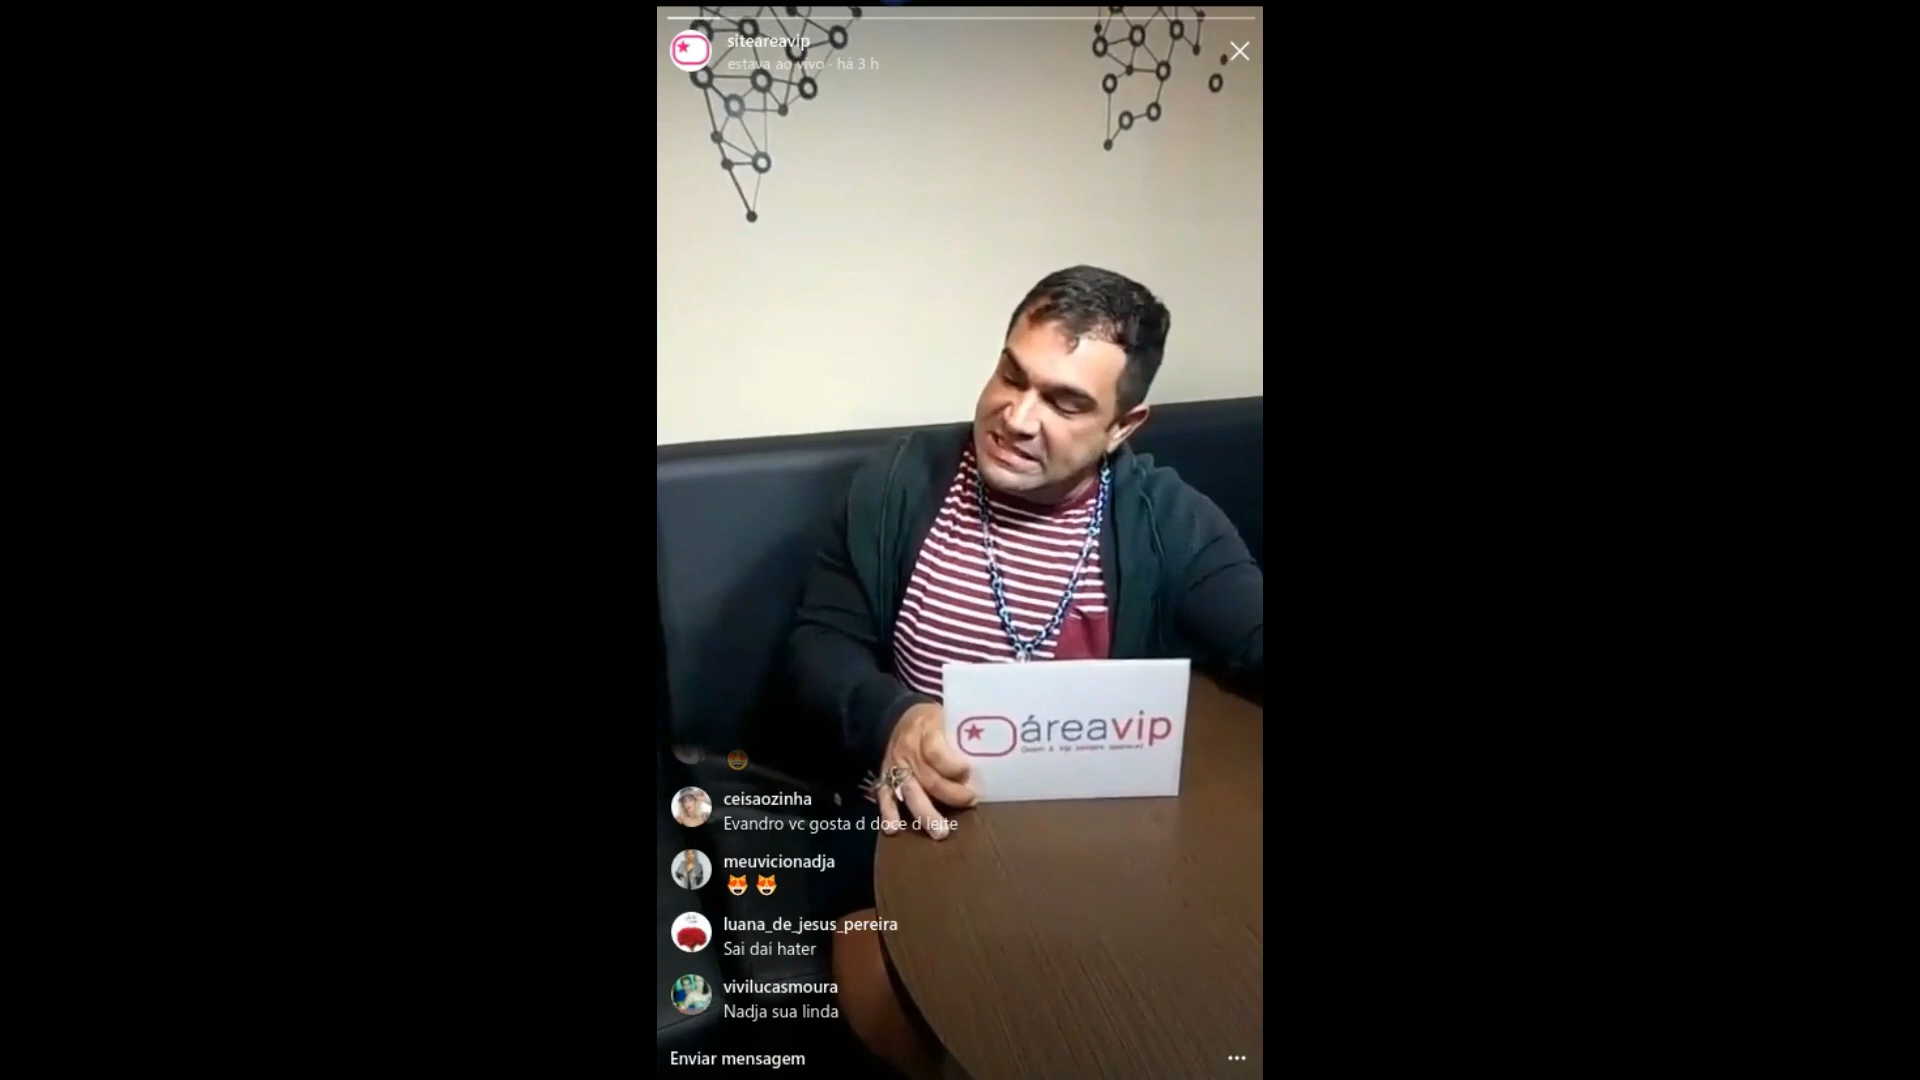 siteareavip
estava ao vivo · há 3 h
áreavip
ceisaozinha
Evandro vc gosta d doce d leite
meuvicionadja
luana_de_jesus_pereira
Sai daí hater
vivilucasmoura
Nadja sua linda
Enviar mensagem